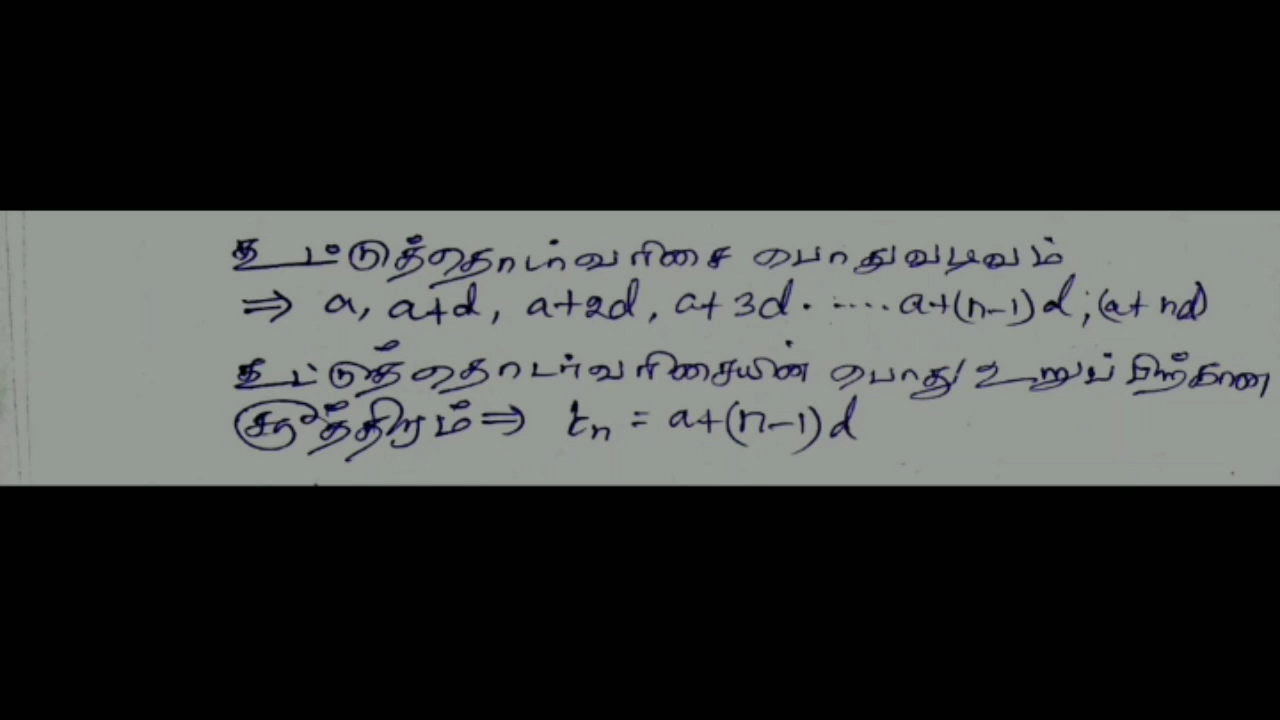 கூட்டுத்தொடர்வரிசை பொதுவடிவம்
⇒ a, a+d, a+2d, a+3d. ..... a+(n-1)d; (a+nd)
கூட்டுத்தொடர்வரிசையின் பொது உறுப்பிற்கான
சூத்திரம் ⇒ tn = a+(n-1)d